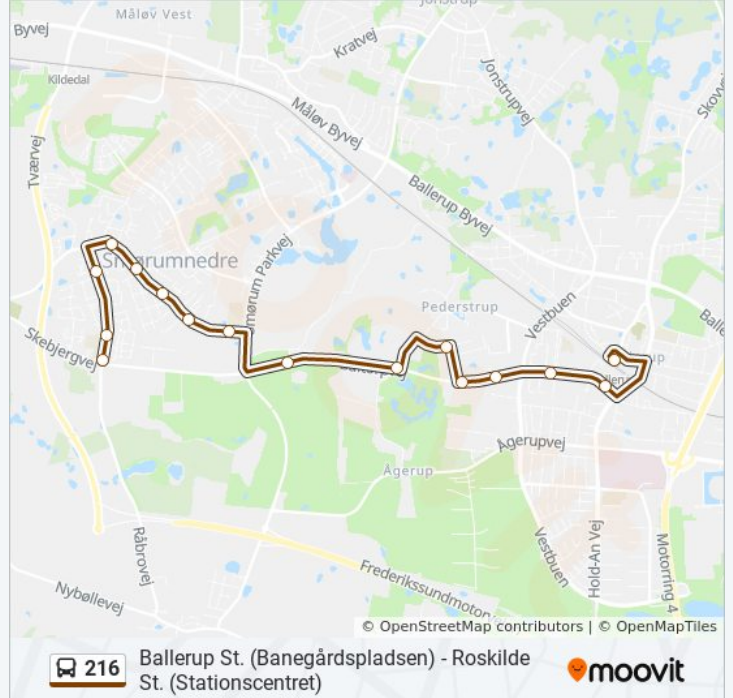 Måløv Vest
Jonstrup
Byvej
Kratvej
Kildedal
Jonstrupvej
Skovvej
Måløv Byvej
Tværvej
Ballerup Byvej
Smørumnedre
Smørum Parkvej
Pederstrup
Vestbuen
Skebjergvej
Ågerupvej
Ågerup
Råbrovej
Vestbuen
Hold-An Vej
Motorring 4
Frederikssundmotor
Nybøllevej
© OpenStreetMap contributors | © OpenMapTiles
216
Ballerup St. (Banegårdspladsen) - Roskilde
St. (Stationscentret)
moovit